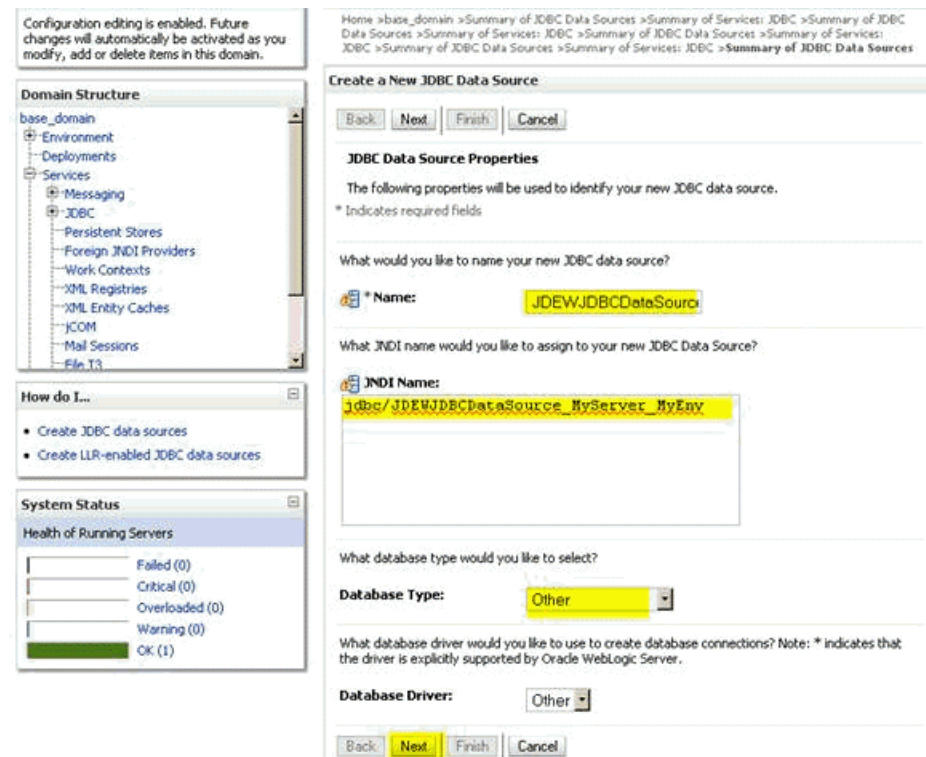 Configuration editing is enabled. Future
changes will automatically be activated as you
modify, add or delete items in this domain.
Domain Structure
base_domain
Environment
Deployments
Services
Messaging
JDBC
Persistent Stores
Foreign JNDI Providers
Work Contexts
XML Registries
XML Entity Caches
jCOM
Mail Sessions
File T3
How do I...
Create JDBC data sources
Create LLR-enabled JDBC data sources
System Status
Health of Running Servers
Failed (0)
Critical (0)
Overloaded (0)
Warning (0)
OK (1)
Home >base_domain >Summary of JDBC Data Sources >Summary of Services: JDBC >Summary of JDBC
Data Sources >Summary of Services: JDBC >Summary of JDBC Data Sources >Summary of Services:
JDBC >Summary of JDBC Data Sources >Summary of Services: JDBC >Summary of JDBC Data Sources
Create a New JDBC Data Source
Back Next Finish Cancel
JDBC Data Source Properties
The following properties will be used to identify your new JDBC data source.
* Indicates required fields
What would you like to name your new JDBC data source?
* Name: JDEWJDBCDataSource
What JNDI name would you like to assign to your new JDBC Data Source?
JNDI Name:
jdbc/JDEWJDBCDataSource_MyServer_MyEnv
What database type would you like to select?
Database Type: Other
What database driver would you like to use to create database connections? Note: * indicates that
the driver is explicitly supported by Oracle WebLogic Server.
Database Driver: Other
Back Next Finish Cancel